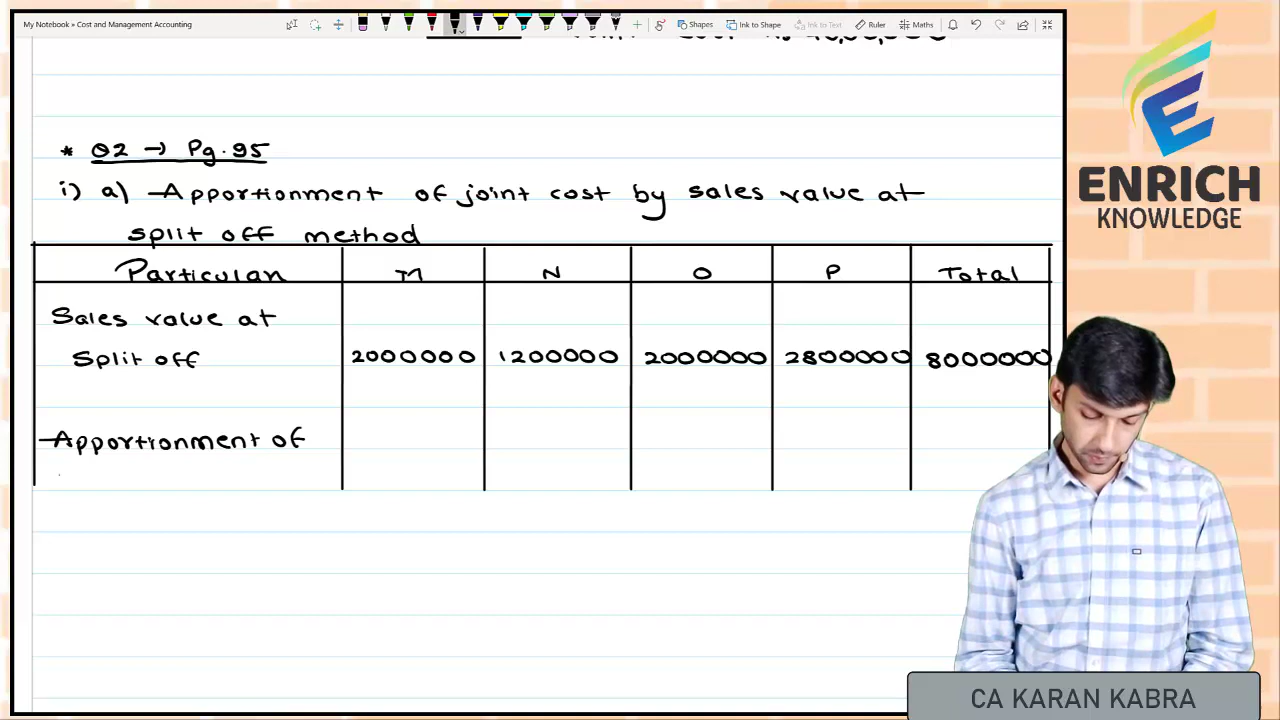 My Notebook » Cost and Management Accounting
Shapes
Ink to Shape
Ink to Text
Ruler
Maths
* Q2 → Pg. 95
i) a) Apportionment of joint cost by sales value at
split off method
Particulars M N O P Total
Sales value at
Split off 2000000 1200000 2000000 2800000 8000000
Apportionment of
ENRICH
KNOWLEDGE
CA KARAN KABRA